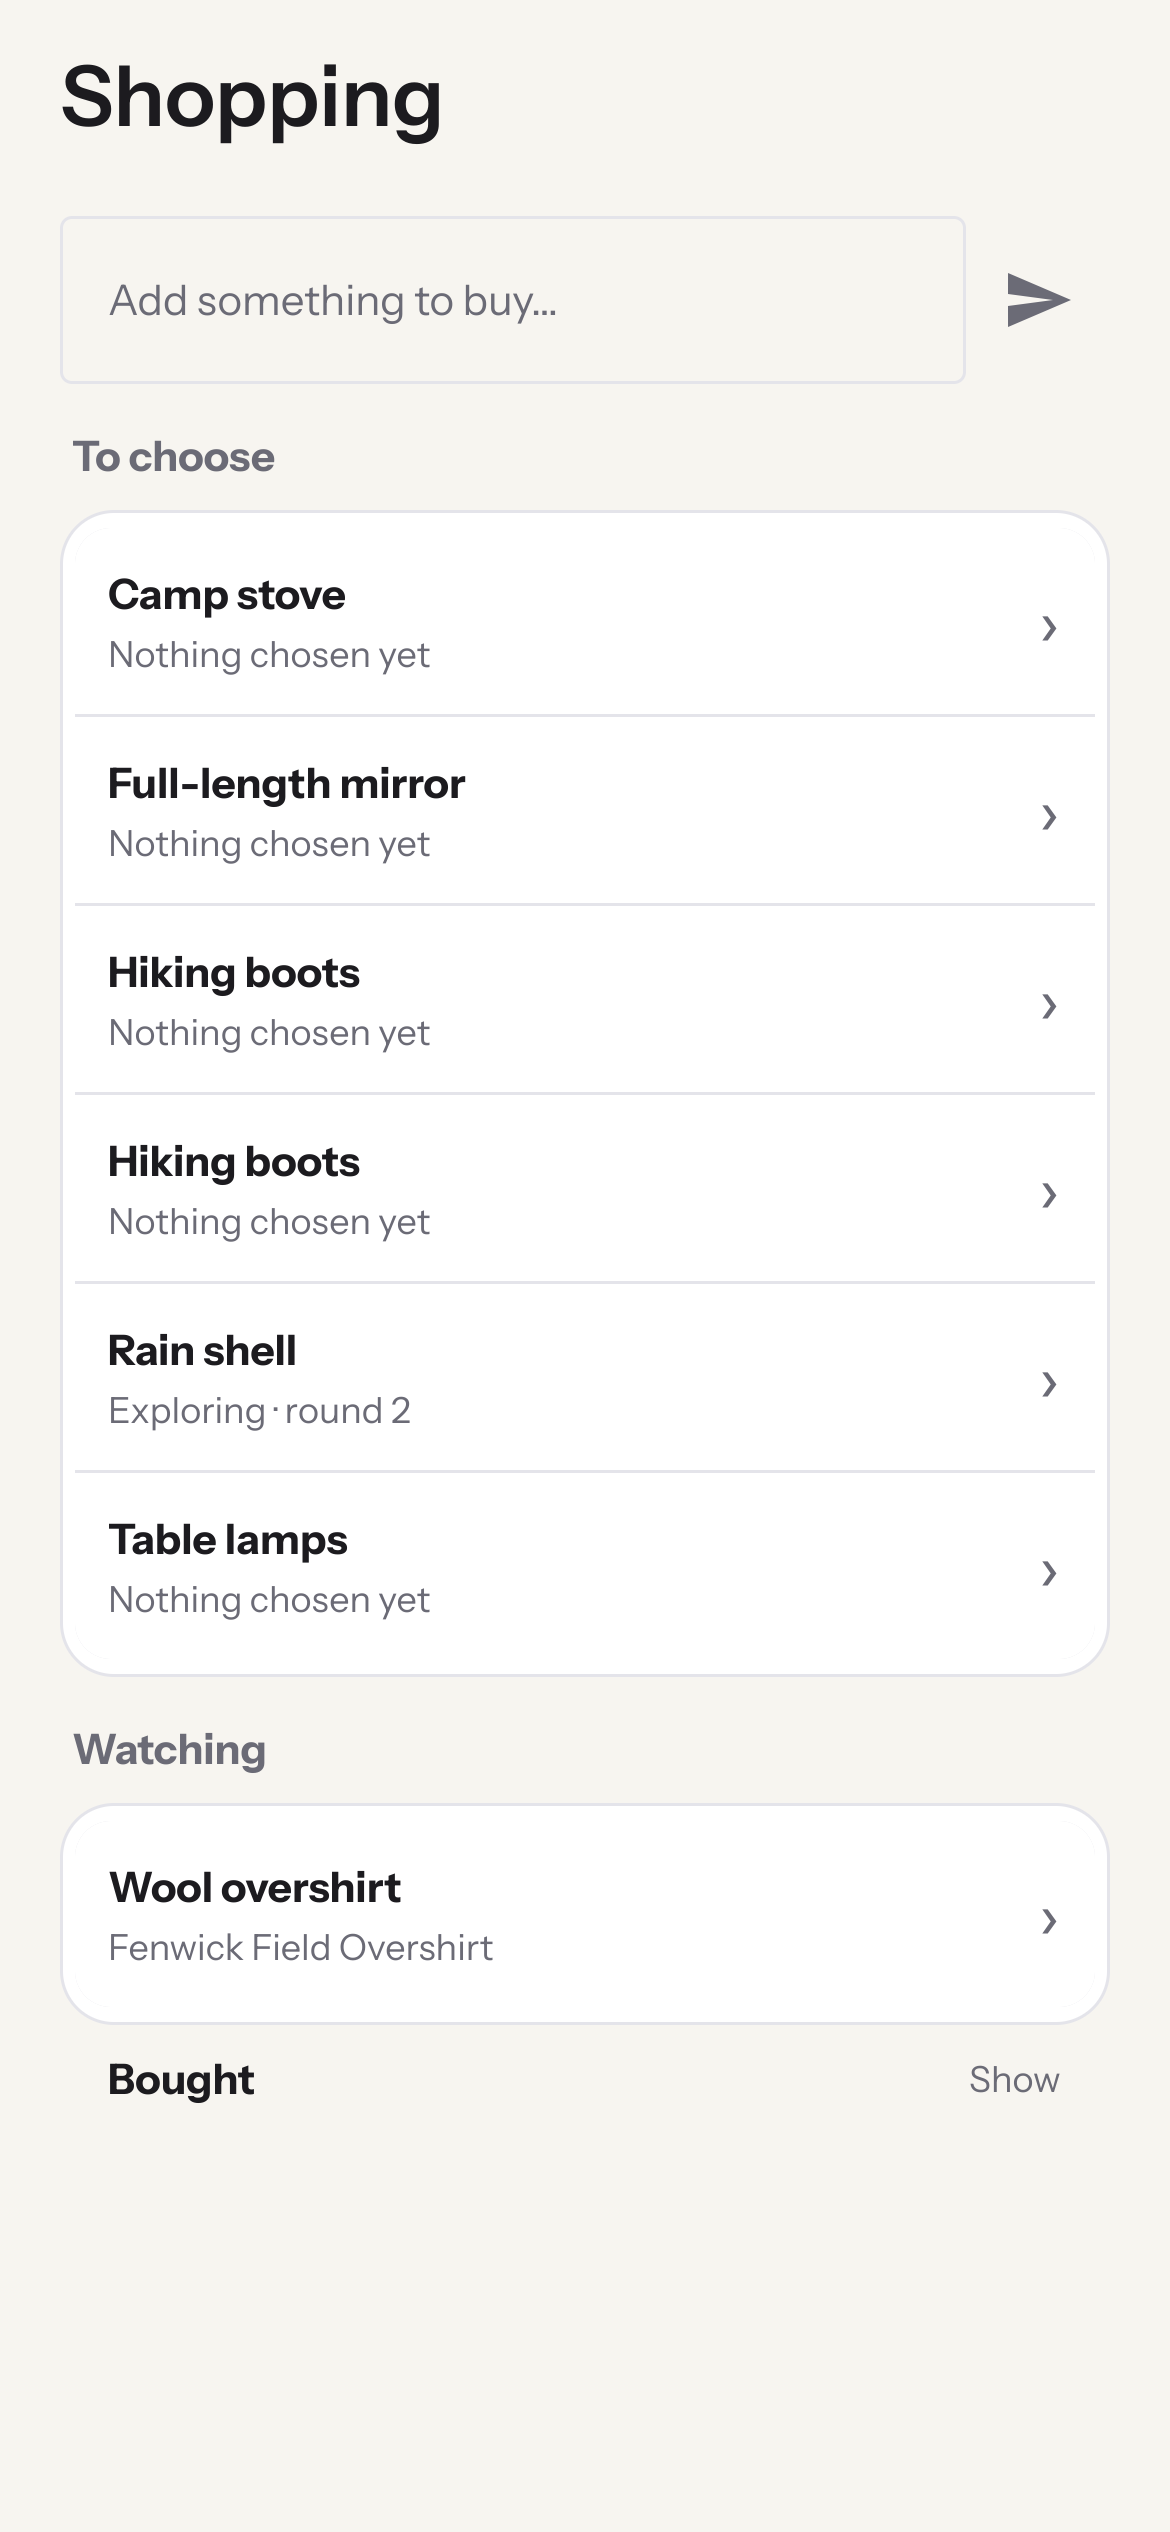 Shopping
Add something to buy...
To choose
Camp stove
Nothing chosen yet
Full-length mirror
Nothing chosen yet
Hiking boots
Nothing chosen yet
Hiking boots
Nothing chosen yet
Rain shell
Exploring · round 2
Table lamps
Nothing chosen yet
Watching
Wool overshirt
Fenwick Field Overshirt
Bought Show